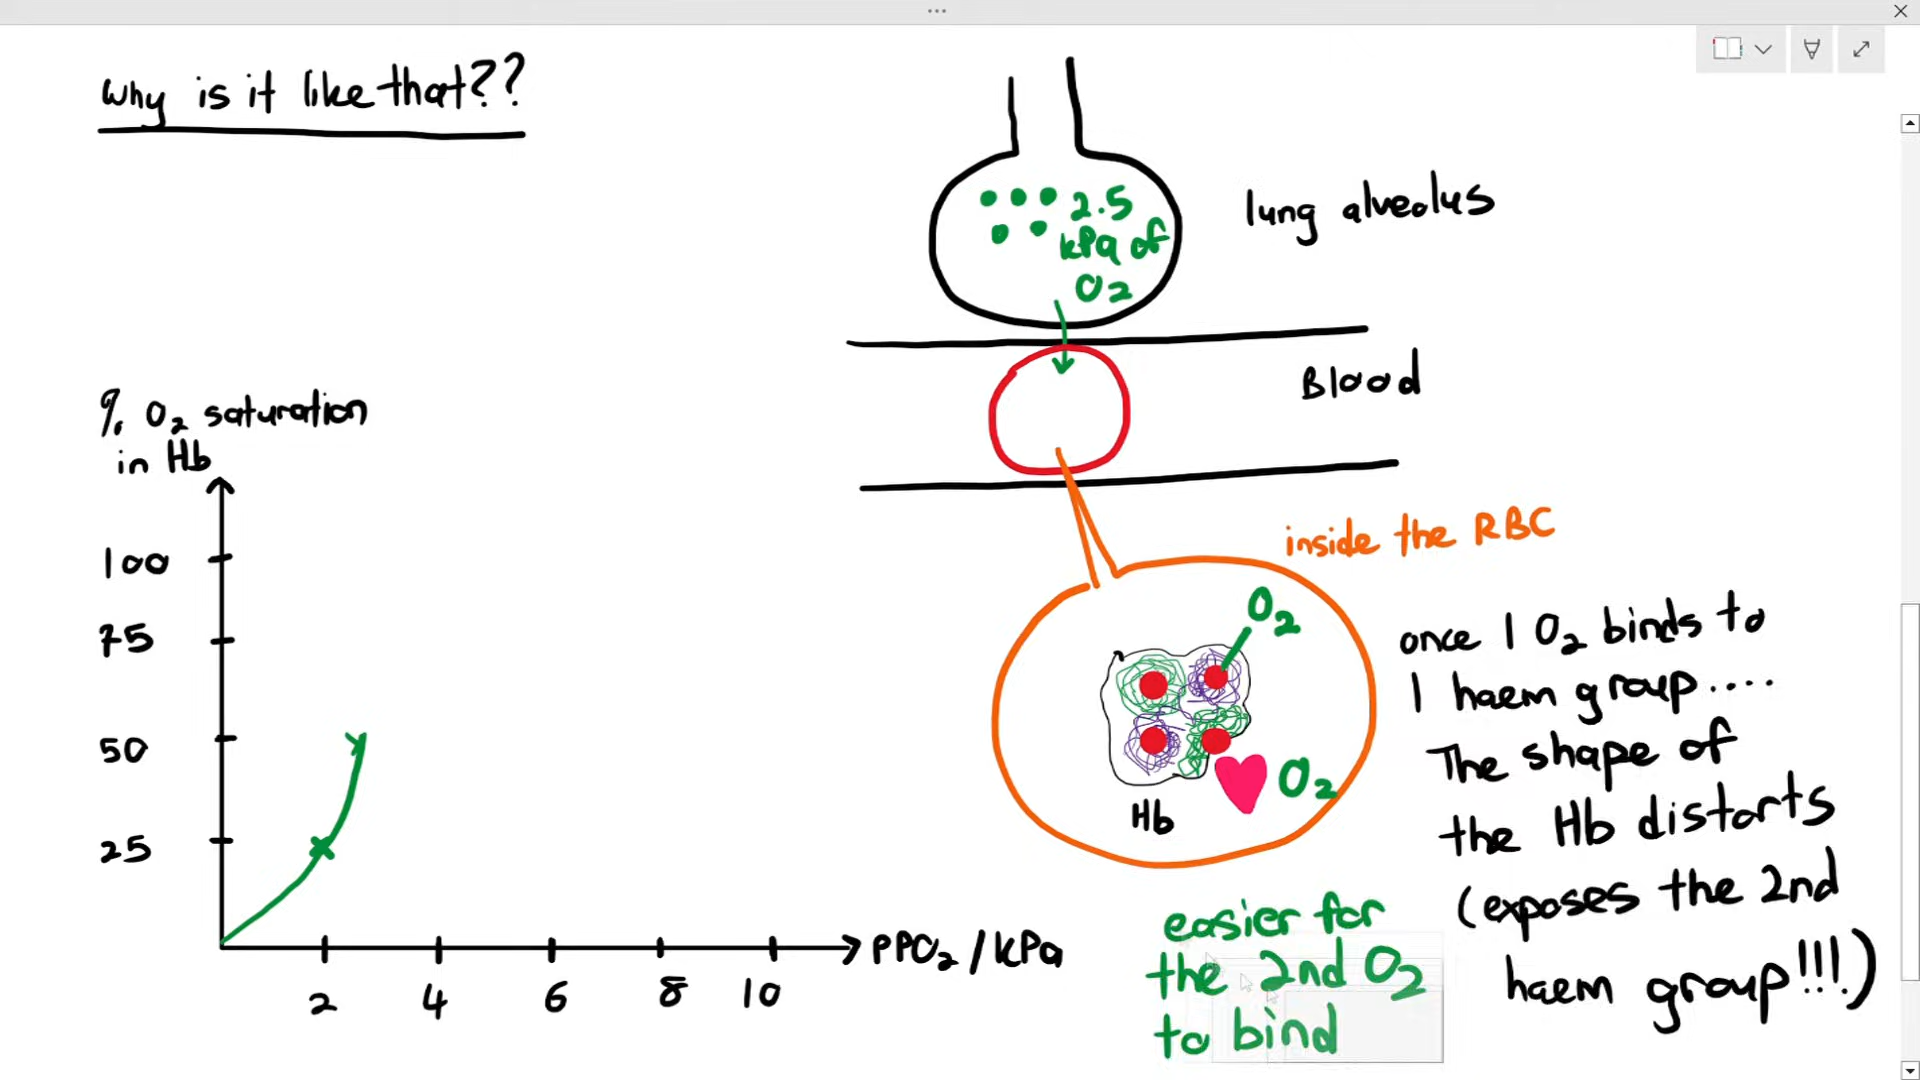 Why is it like that??
2.5
kPa of
O2
lung alveolus
Blood
% O2 saturation
in Hb
100
75
50
25
2 4 6 8 10
PPO2 / kPa
inside the RBC
O2
O2
Hb
once 1 O2 binds to
1 haem group....
The shape of
the Hb distorts
(exposes the 2nd
haem group!!!)
easier for
the 2nd O2
to bind